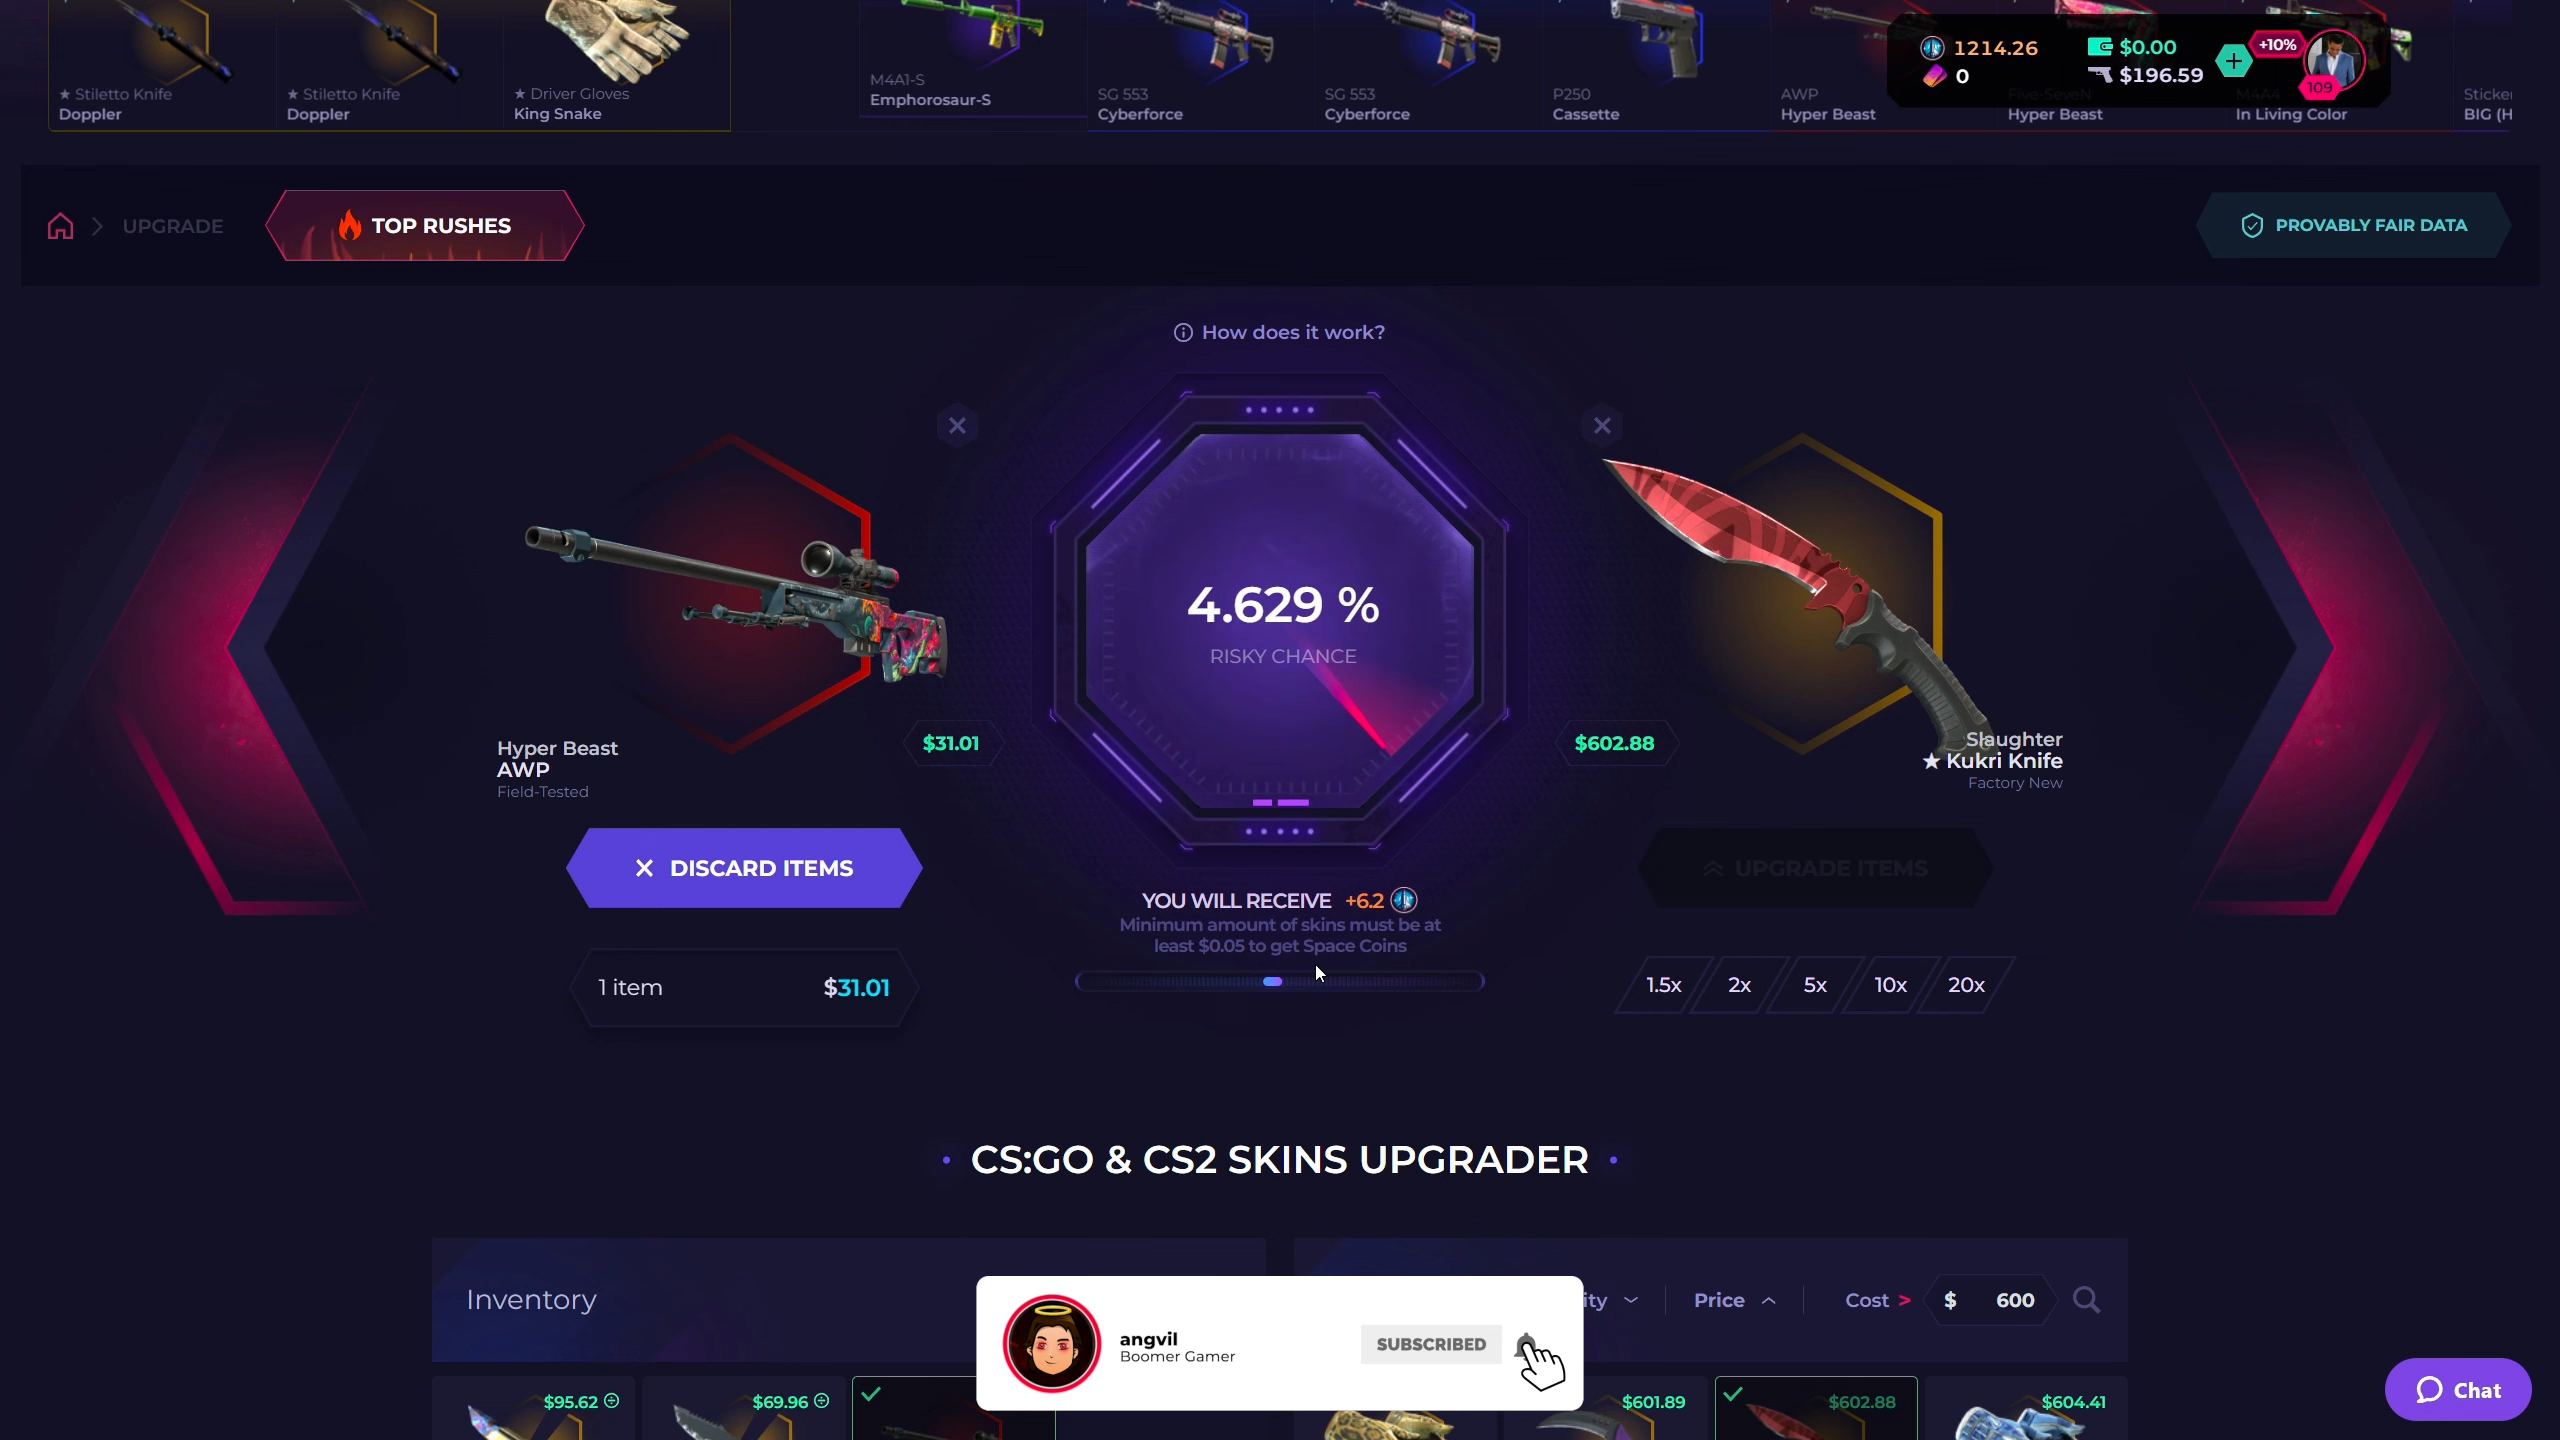 ★ Stiletto Knife
Doppler
★ Stiletto Knife
Doppler
★ Driver Gloves
King Snake
M4A1-S
Emphorosaur-S
SG 553
Cyberforce
SG 553
Cyberforce
P250
Cassette
AWP
Hyper Beast
Five-SeveN
Hyper Beast
M4A4
In Living Color
Sticker
BIG (H
1214.26
0
$0.00
$196.59
+10%
109
UPGRADE
TOP RUSHES
PROVABLY FAIR DATA
How does it work?
4.629 %
RISKY CHANCE
$31.01
$602.88
Hyper Beast
AWP
Field-Tested
Slaughter
★ Kukri Knife
Factory New
DISCARD ITEMS
UPGRADE ITEMS
YOU WILL RECEIVE +6.2
Minimum amount of skins must be at
least $0.05 to get Space Coins
1 item
$31.01
1.5x
2x
5x
10x
20x
CS:GO & CS2 SKINS UPGRADER
Inventory
ity
Price
Cost >
$ 600
angvil
Boomer Gamer
SUBSCRIBED
$95.62
$69.96
$601.89
$602.88
$604.41
Chat